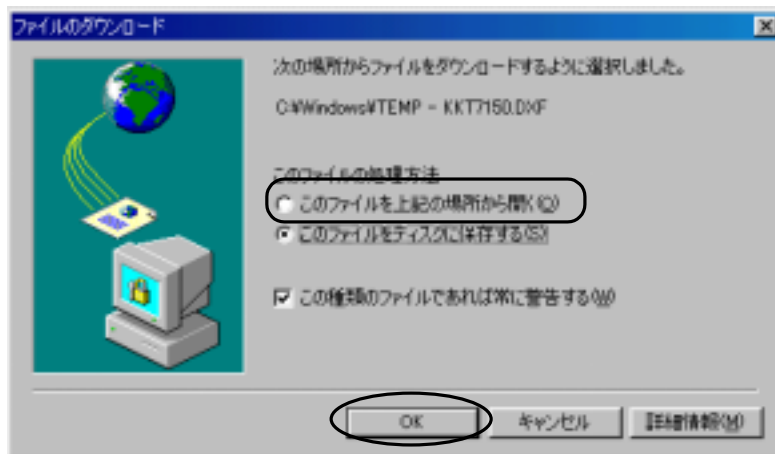 ファイルのダウンロード
次の場所からファイルをダウンロードするように選択しました。
C:¥Windows¥TEMP - KKT7150.DXF
このファイルの処理方法
このファイルを上記の場所から開く(O)
このファイルをディスクに保存する(S)
この種類のファイルであれば常に警告する(W)
OK
キャンセル
詳細情報(M)